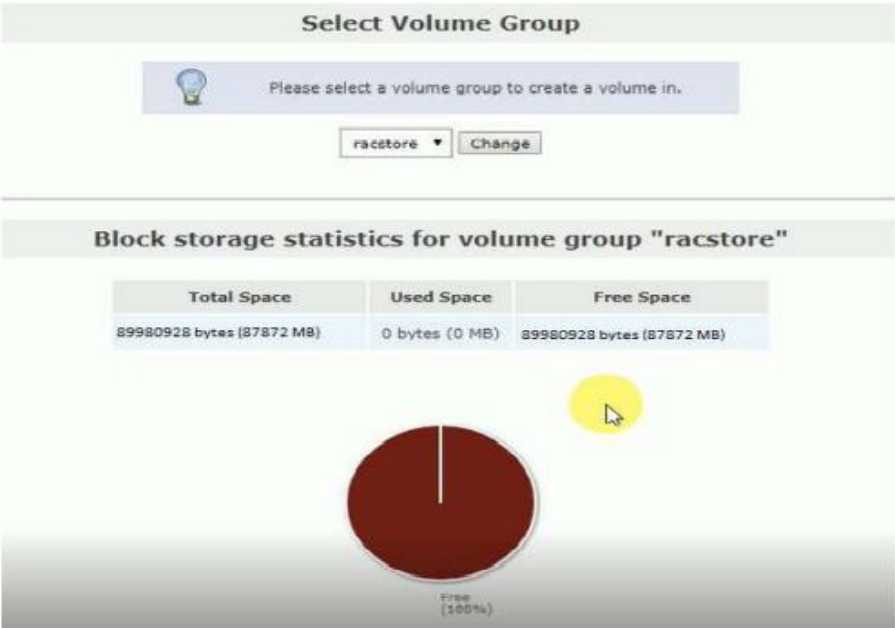 Select Volume Group
Please select a volume group to create a volume in.
racstore Change
Block storage statistics for volume group "racstore"
Total Space Used Space Free Space
89980928 bytes (87872 MB) 0 bytes (0 MB) 89980928 bytes (87872 MB)
Free
(100%)